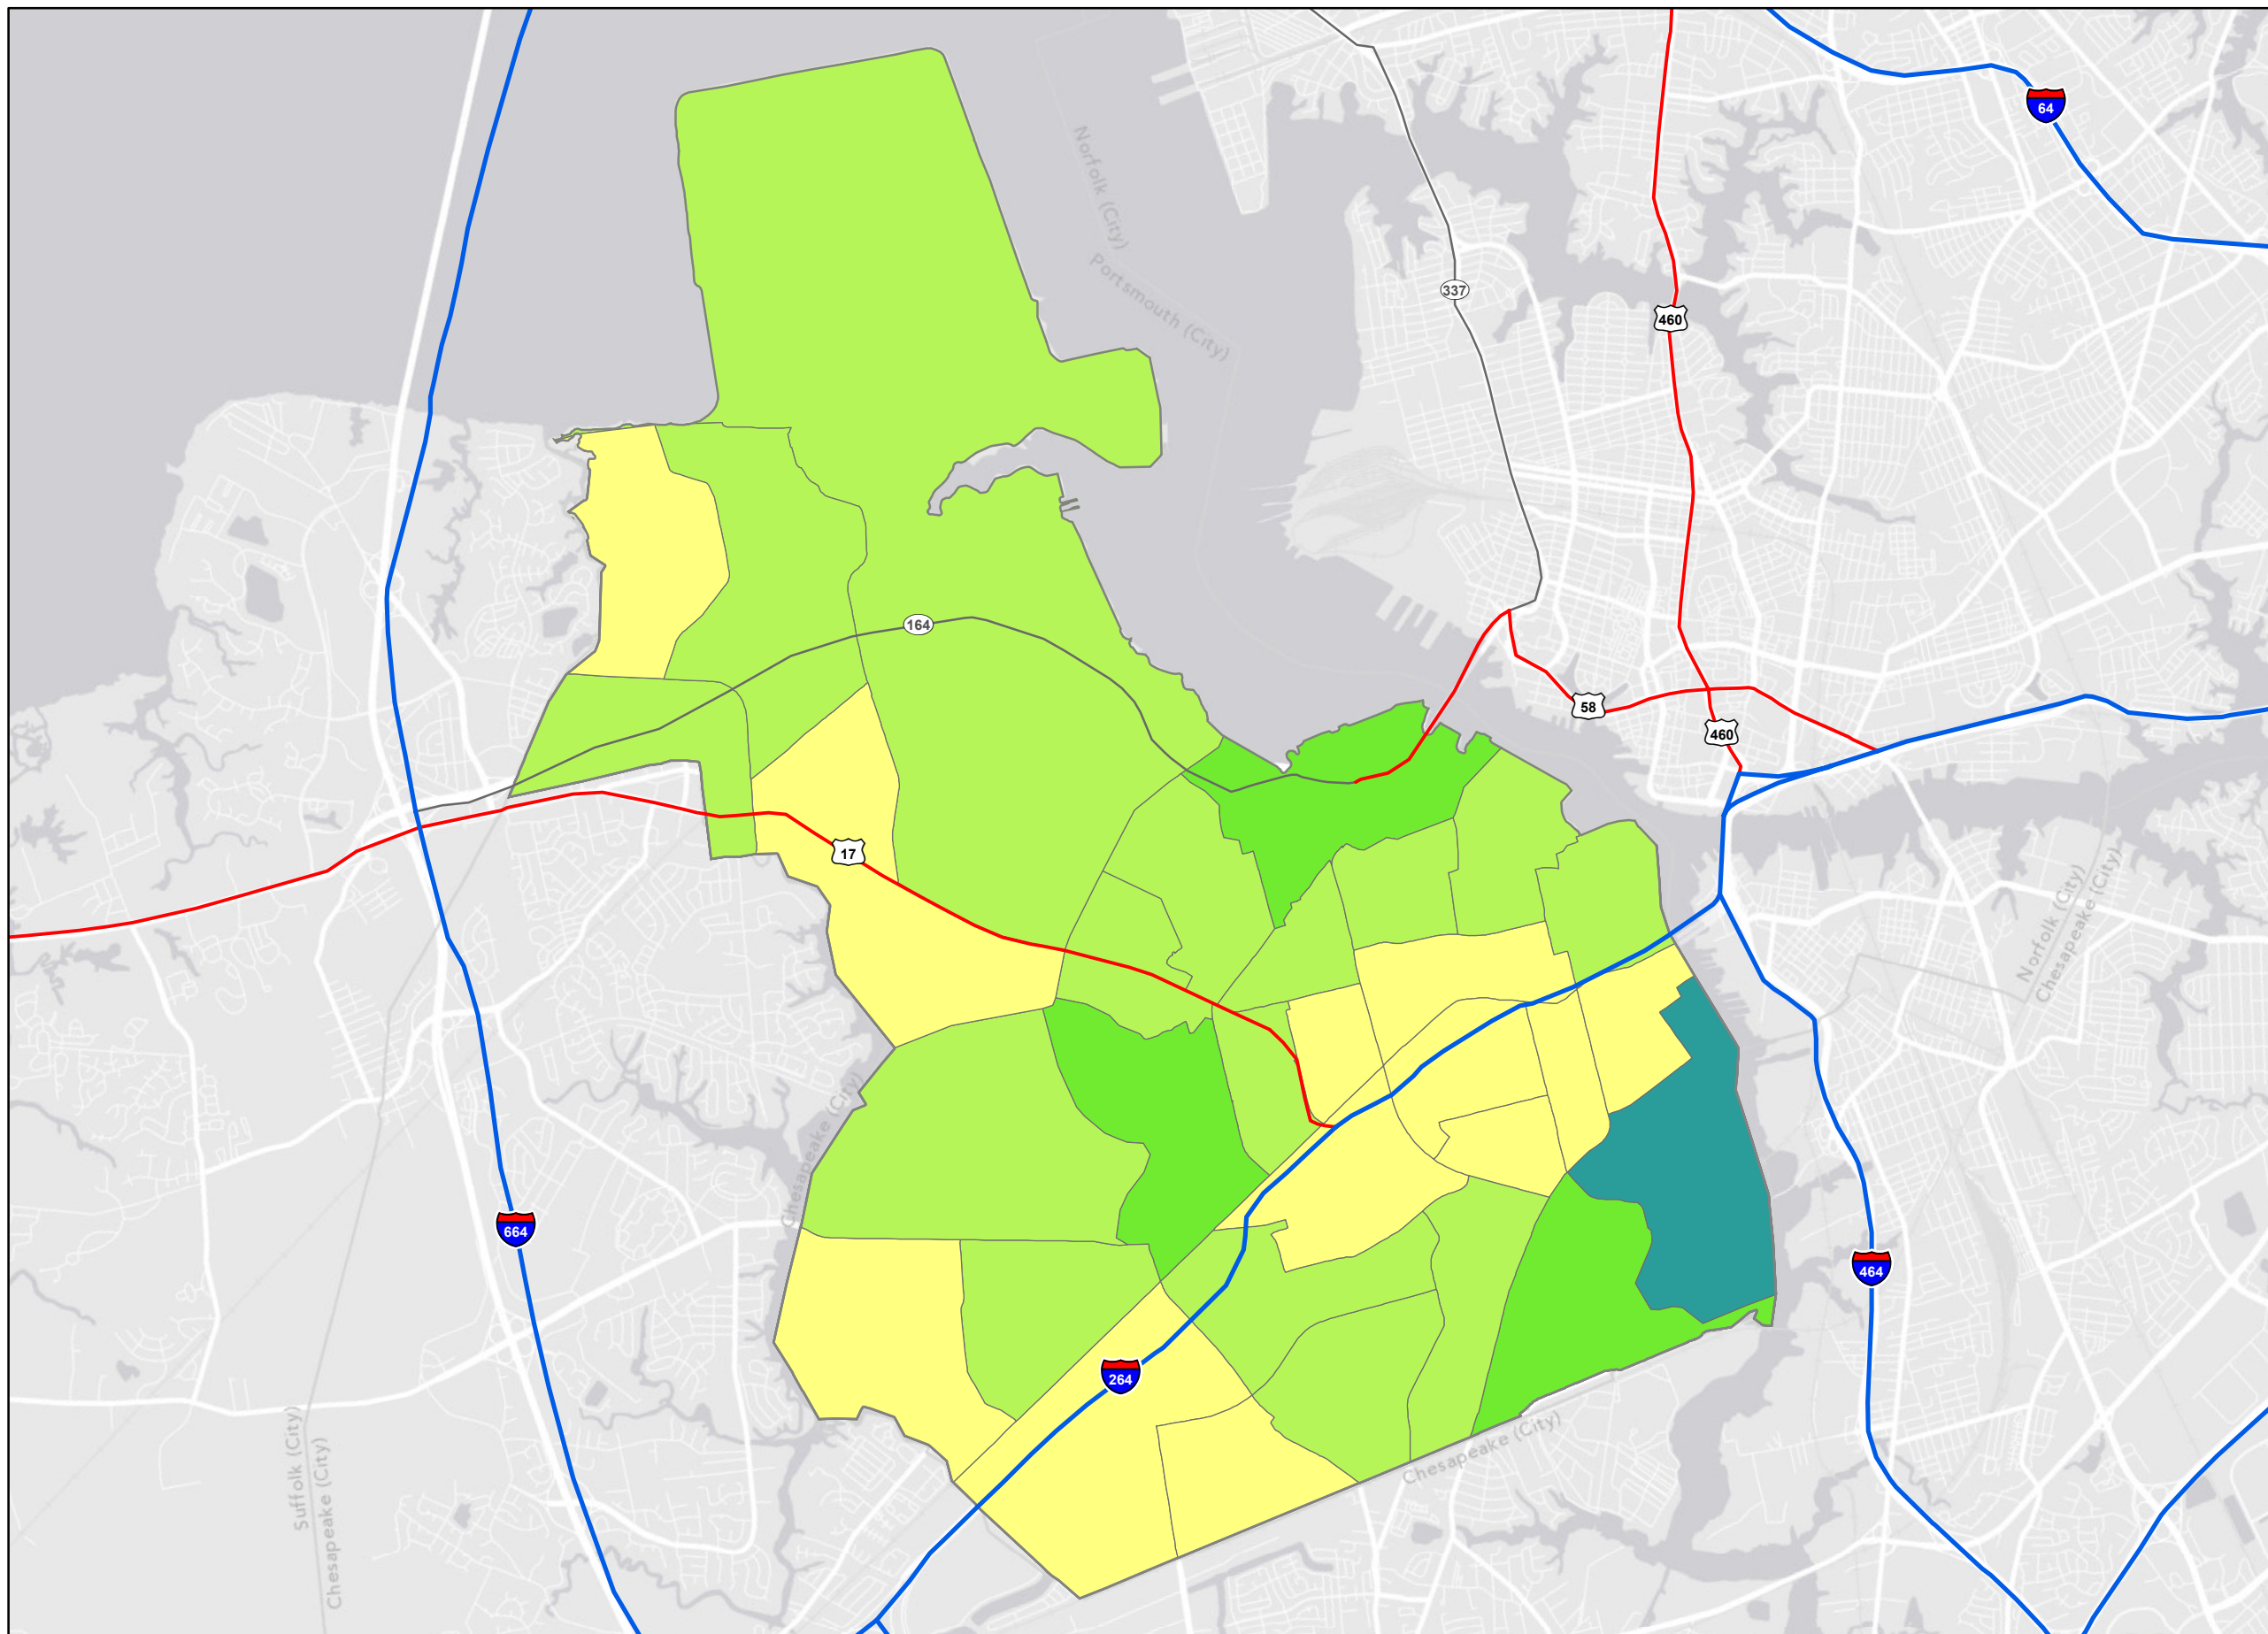 64
Norfolk (City)
Portsmouth (City)
337
460
164
58
460
17
Norfolk (City)
Chesapeake (City)
Chesapeake (City)
664
464
264
Chesapeake (City)
Suffolk (City)
Chesapeake (City)